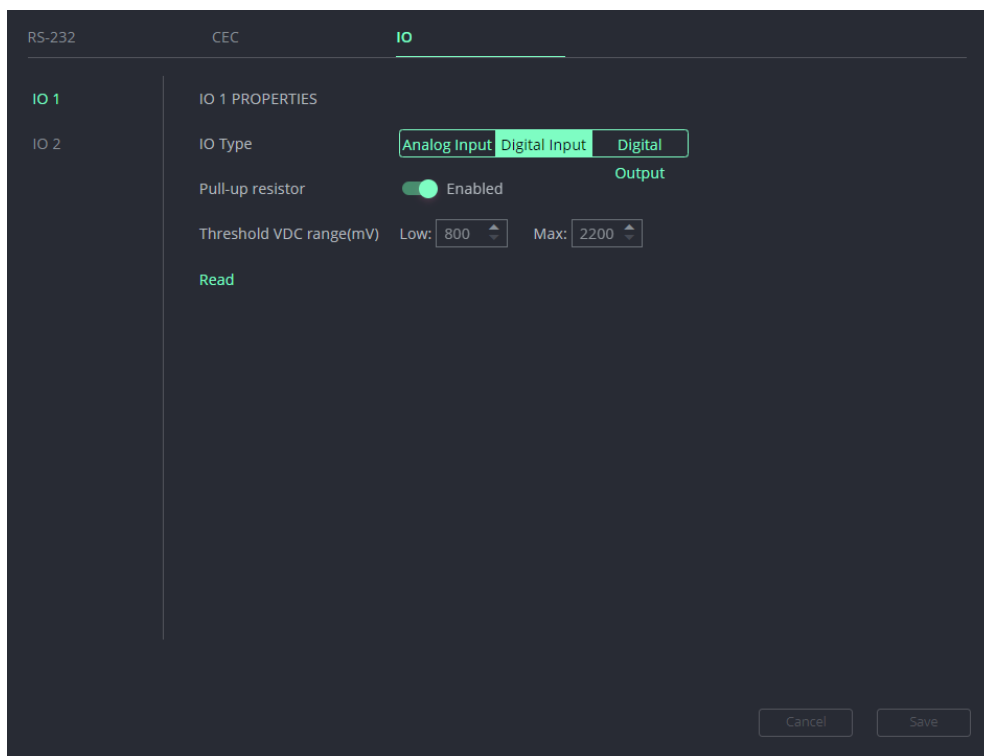 RS-232 CEC IO
IO 1 IO 1 PROPERTIES
IO 2 IO Type Analog Input Digital Input Digital
Output
Pull-up resistor Enabled
Threshold VDC range(mV) Low: 800 Max: 2200
Read
Cancel Save